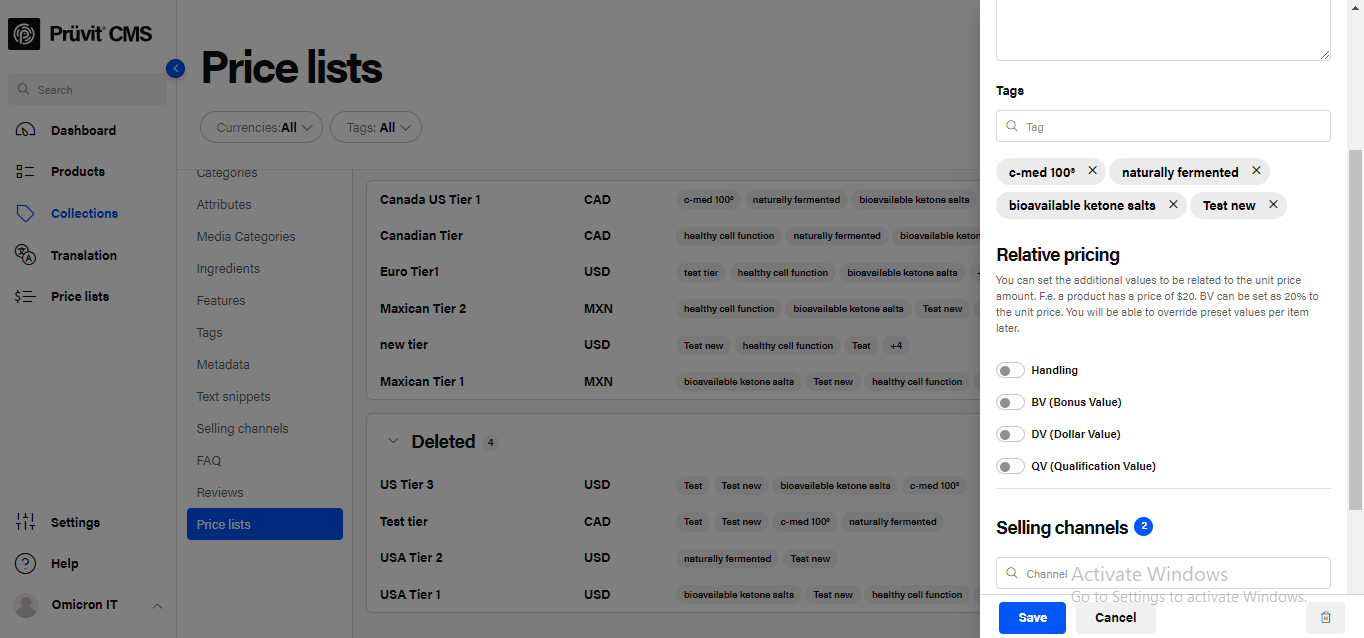 Prüvit® CMS
Search
Dashboard
Products
Collections
Translation
Price lists
Settings
Help
Omicron IT
Price lists
Currencies:All
Tags: All
Categories
Attributes
Media Categories
Ingredients
Features
Tags
Metadata
Text snippets
Selling channels
FAQ
Reviews
Price lists
Canada US Tier 1 CAD c-med 100® naturally fermented bioavailable ketone salts
Canadian Tier CAD healthy cell function naturally fermented bioavailable keton
Euro Tier1 USD test tier healthy cell function bioavailable ketone salts
Maxican Tier 2 MXN healthy cell function bioavailable ketone salts Test new
new tier USD Test new healthy cell function Test +4
Maxican Tier 1 MXN bioavailable ketone salts Test new healthy cell function
Deleted 4
US Tier 3 USD Test Test new bioavailable ketone salts c-med 100®
Test tier CAD Test Test new c-med 100® naturally fermented
USA Tier 2 USD naturally fermented Test new
USA Tier 1 USD bioavailable ketone salts Test new healthy cell function
Tags
Tag
c-med 100® naturally fermented
bioavailable ketone salts Test new
Relative pricing
You can set the additional values to be related to the unit price
amount. F.e. a product has a price of $20. BV can be set as 20% to
the unit price. You will be able to override preset values per item
later.
Handling
BV (Bonus Value)
DV (Dollar Value)
QV (Qualification Value)
Selling channels 2
Channel
Activate Windows
Go to Settings to activate Windows.
Save Cancel